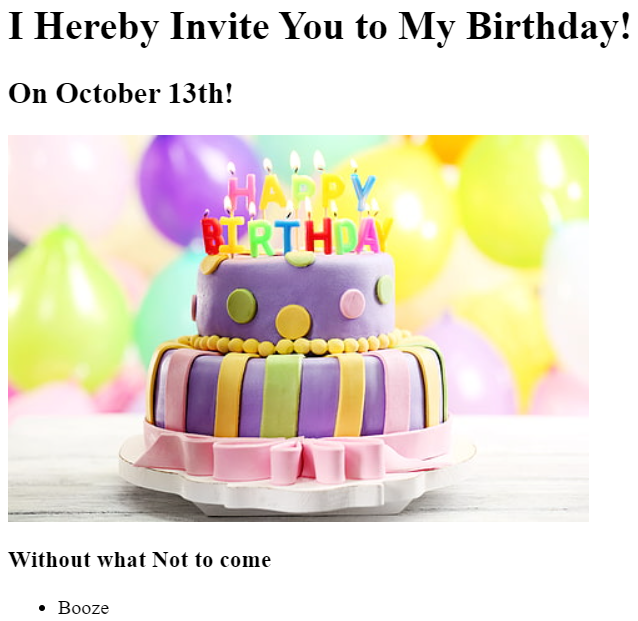 I Hereby Invite You to My Birthday!
On October 13th!
HAPPY
BIRTHDAY
Without what Not to come
Booze